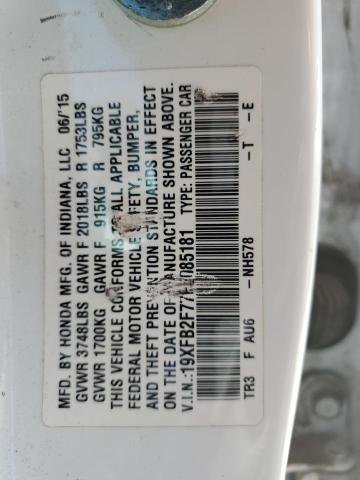 MFD. BY HONDA MFG. OF INDIANA, LLC 06/15
GVWR 3748LBS GAWR F 2018LBS R 1753LBS
GVWR 1700KG GAWR F 915KG R 795KG
THIS VEHICLE CONFORMS ALL APPLICABLE
FEDERAL MOTOR VEHICLE SAFETY, BUMPER,
AND THEFT PREVENTION STANDARDS IN EFFECT
ON THE DATE OF MANUFACTURE SHOWN ABOVE.
V.I.N.: TYPE: PASSENGER CAR
TR3 F AU6 -NH578 -T -E